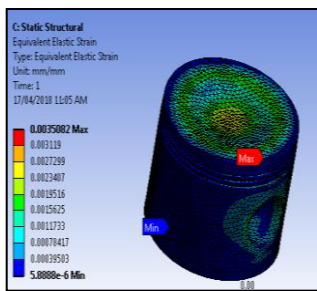 C: Static Structural
Equivalent Elastic Strain
Type: Equivalent Elastic Strain
Unit: mm/mm
Time: 1
17/04/2018 11:05 AM
0.0035082 Max
0.003119
0.0027299
0.0023407
0.0019516
0.0015625
0.0011733
0.00078417
0.00039503
5.8888e-6 Min
Max
Min
0.00